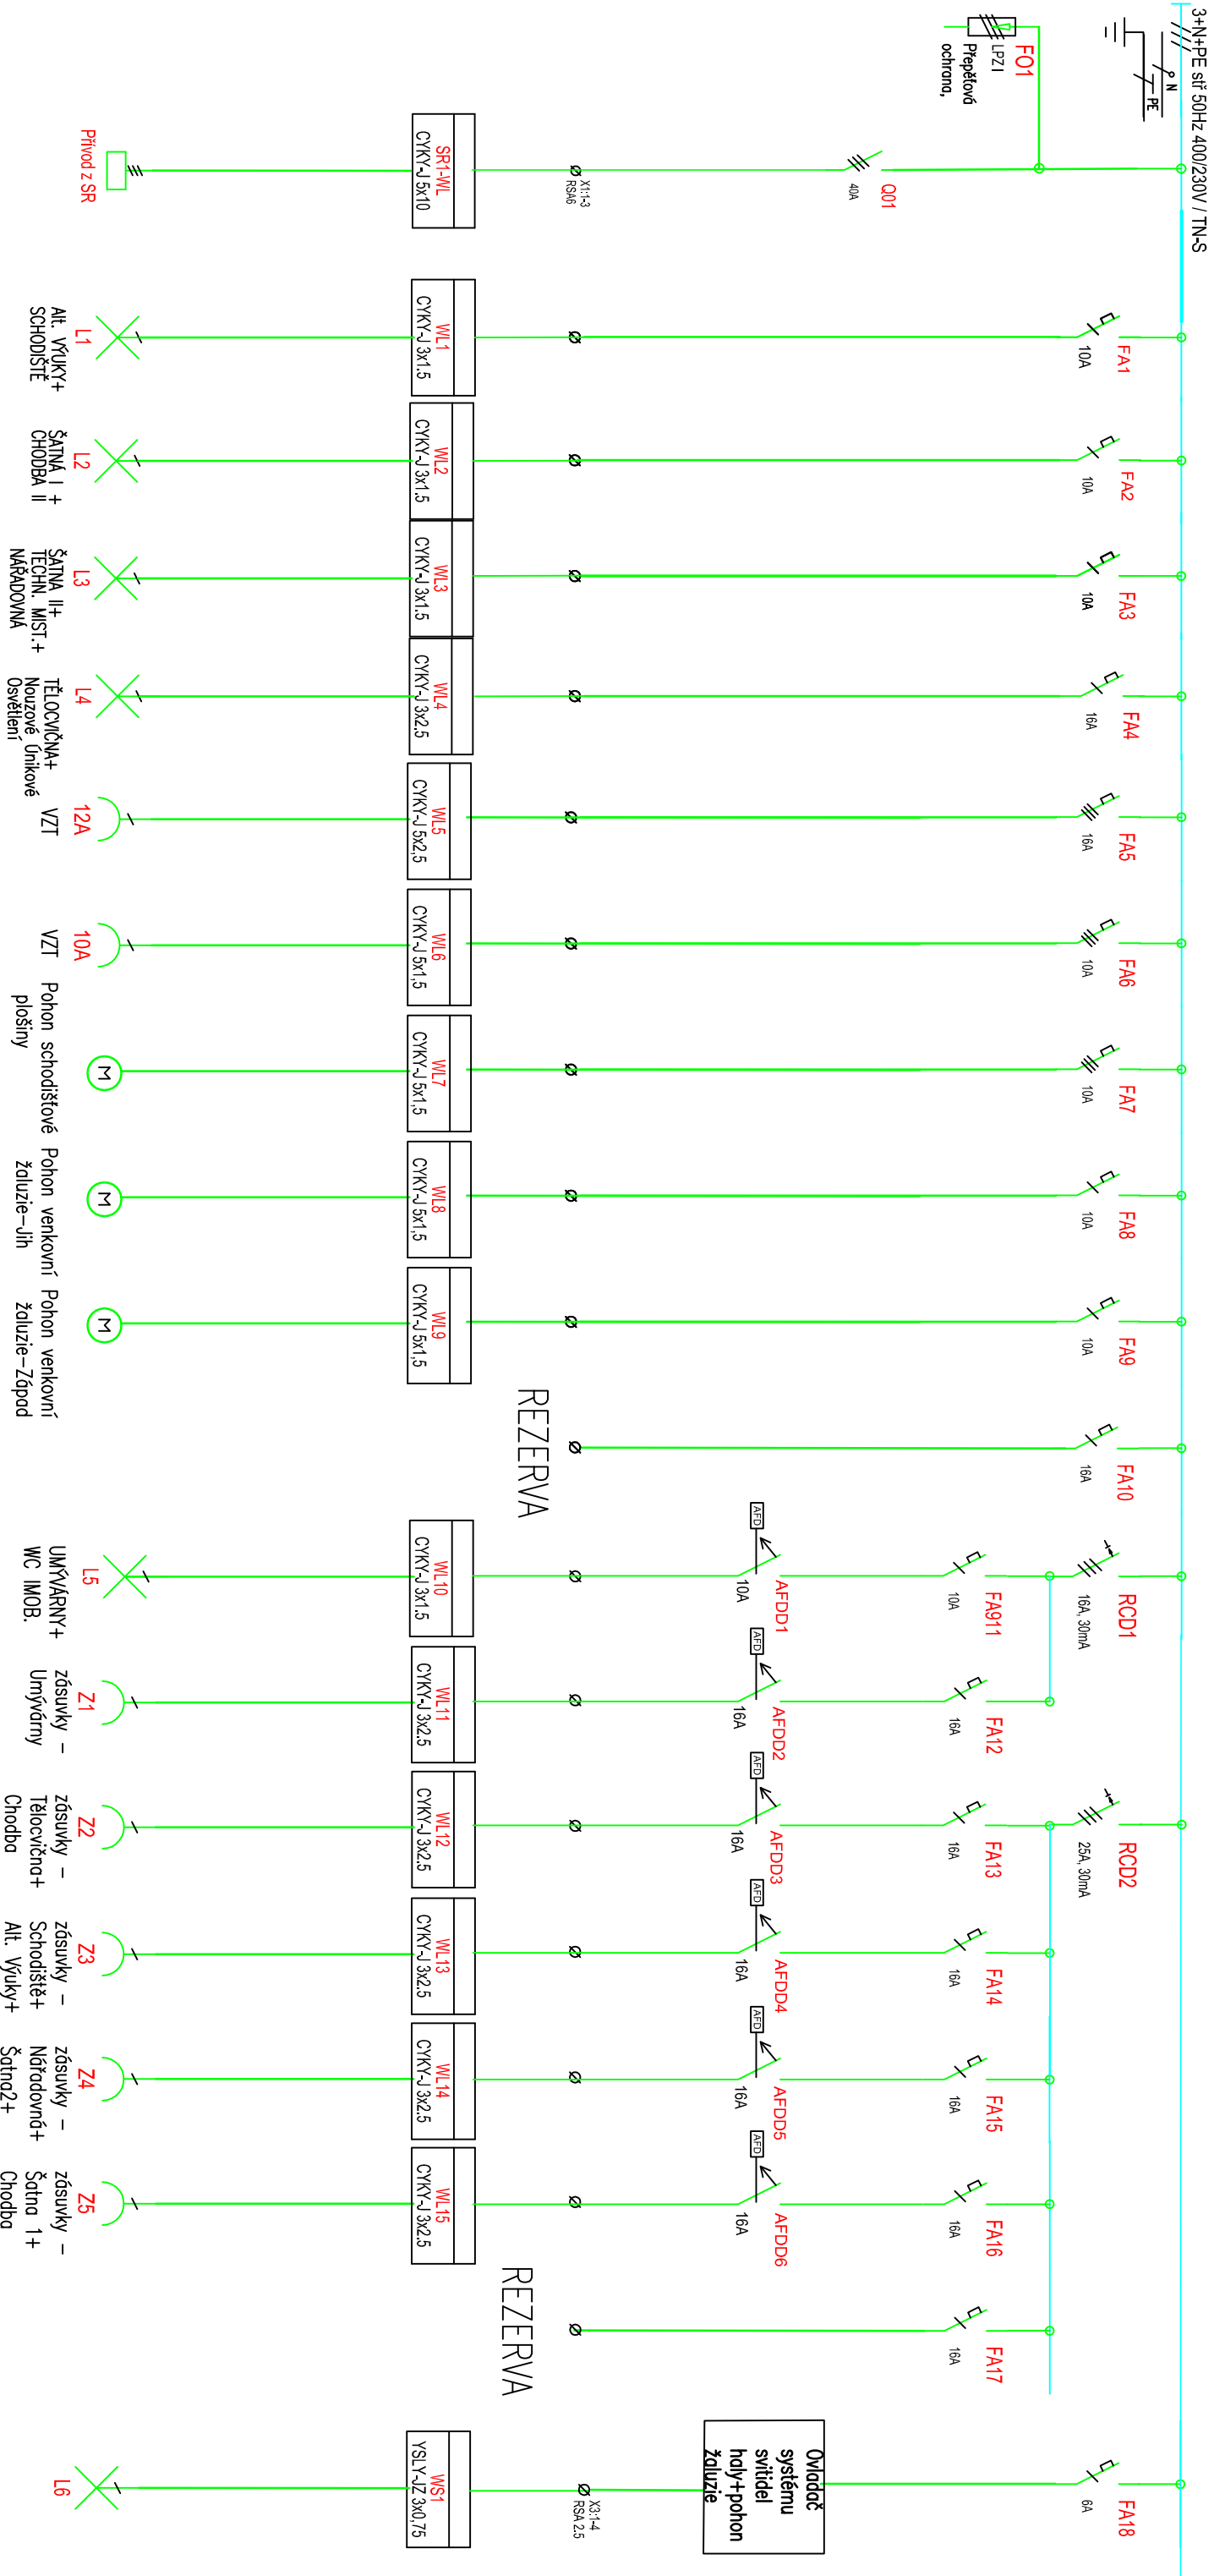 3+N+PE stř 50Hz 400/230V / TN-S
N
PE
FO1
LPZ I
Přepěťová
ochrana,
Q01
40A
X1:1-3
RSA6
SR1-WL
CYKY-J 5x10
Přívod z SR
FA1
10A
WL1
CYKY-J 3x1.5
L1
Alt. VÝUKY+
SCHODIŠTĚ
FA2
10A
WL2
CYKY-J 3x1.5
L2
ŠATNÁ I +
CHODBA II
FA3
10A
WL3
CYKY-J 3x1.5
L3
ŠATNA II+
TECHN. MIST.+
NÁŘADOVNÁ
FA4
16A
WL4
CYKY-J 3x2.5
L4
TĚLOCVIČNA+
Nouzové Únikové
Osvětlení
FA5
16A
WL5
CYKY-J 5x2,5
12A
VZT
FA6
10A
WL6
CYKY-J 5x1,5
10A
VZT
FA7
10A
WL7
CYKY-J 5x1,5
M
Pohon schodišťové
plošiny
FA8
10A
WL8
CYKY-J 5x1,5
M
Pohon venkovní
žaluzie-Jih
FA9
10A
WL9
CYKY-J 5x1,5
M
Pohon venkovní
žaluzie-Západ
FA10
16A
REZERVA
RCD1
16A, 30mA
FA911
10A
AFDD1
AFD
10A
WL10
CYKY-J 3x1.5
L5
UMÝVÁRNY+
WC IMOB.
FA12
16A
AFDD2
AFD
16A
WL11
CYKY-J 3x2.5
Z1
zásuvky -
Umývárny
RCD2
25A, 30mA
FA13
16A
AFDD3
AFD
16A
WL12
CYKY-J 3x2.5
Z2
zásuvky -
Tělocvična+
Chodba
FA14
16A
AFDD4
AFD
16A
WL13
CYKY-J 3x2.5
Z3
zásuvky -
Schodiště+
Alt. Výuky+
FA15
16A
AFDD5
AFD
16A
WL14
CYKY-J 3x2.5
Z4
zásuvky -
Nářadovná+
Šatna2+
FA16
16A
AFDD6
AFD
16A
WL15
CYKY-J 3x2.5
Z5
zásuvky -
Šatna 1+
Chodba
FA17
16A
REZERVA
FA18
6A
Ovladač
systému
svitidel
haly+pohon
žaluzie
X3:1-4
RSA 2.5
WS1
YSLY-JZ 3x0,75
L6